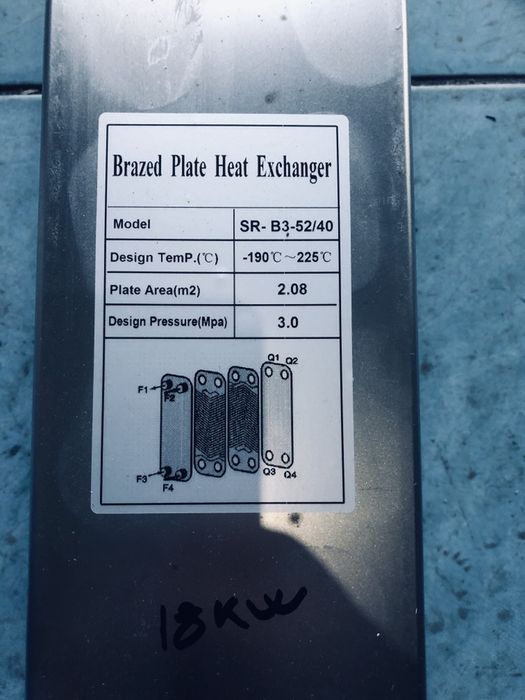 Brazed Plate Heat Exchanger
Model SR- B3-52/40
Design TemP.(℃) -190℃～225℃
Plate Area(m2) 2.08
Design Pressure(Mpa) 3.0
Q1 Q2
F1 F2
F3 F4
Q3 Q4
18KW